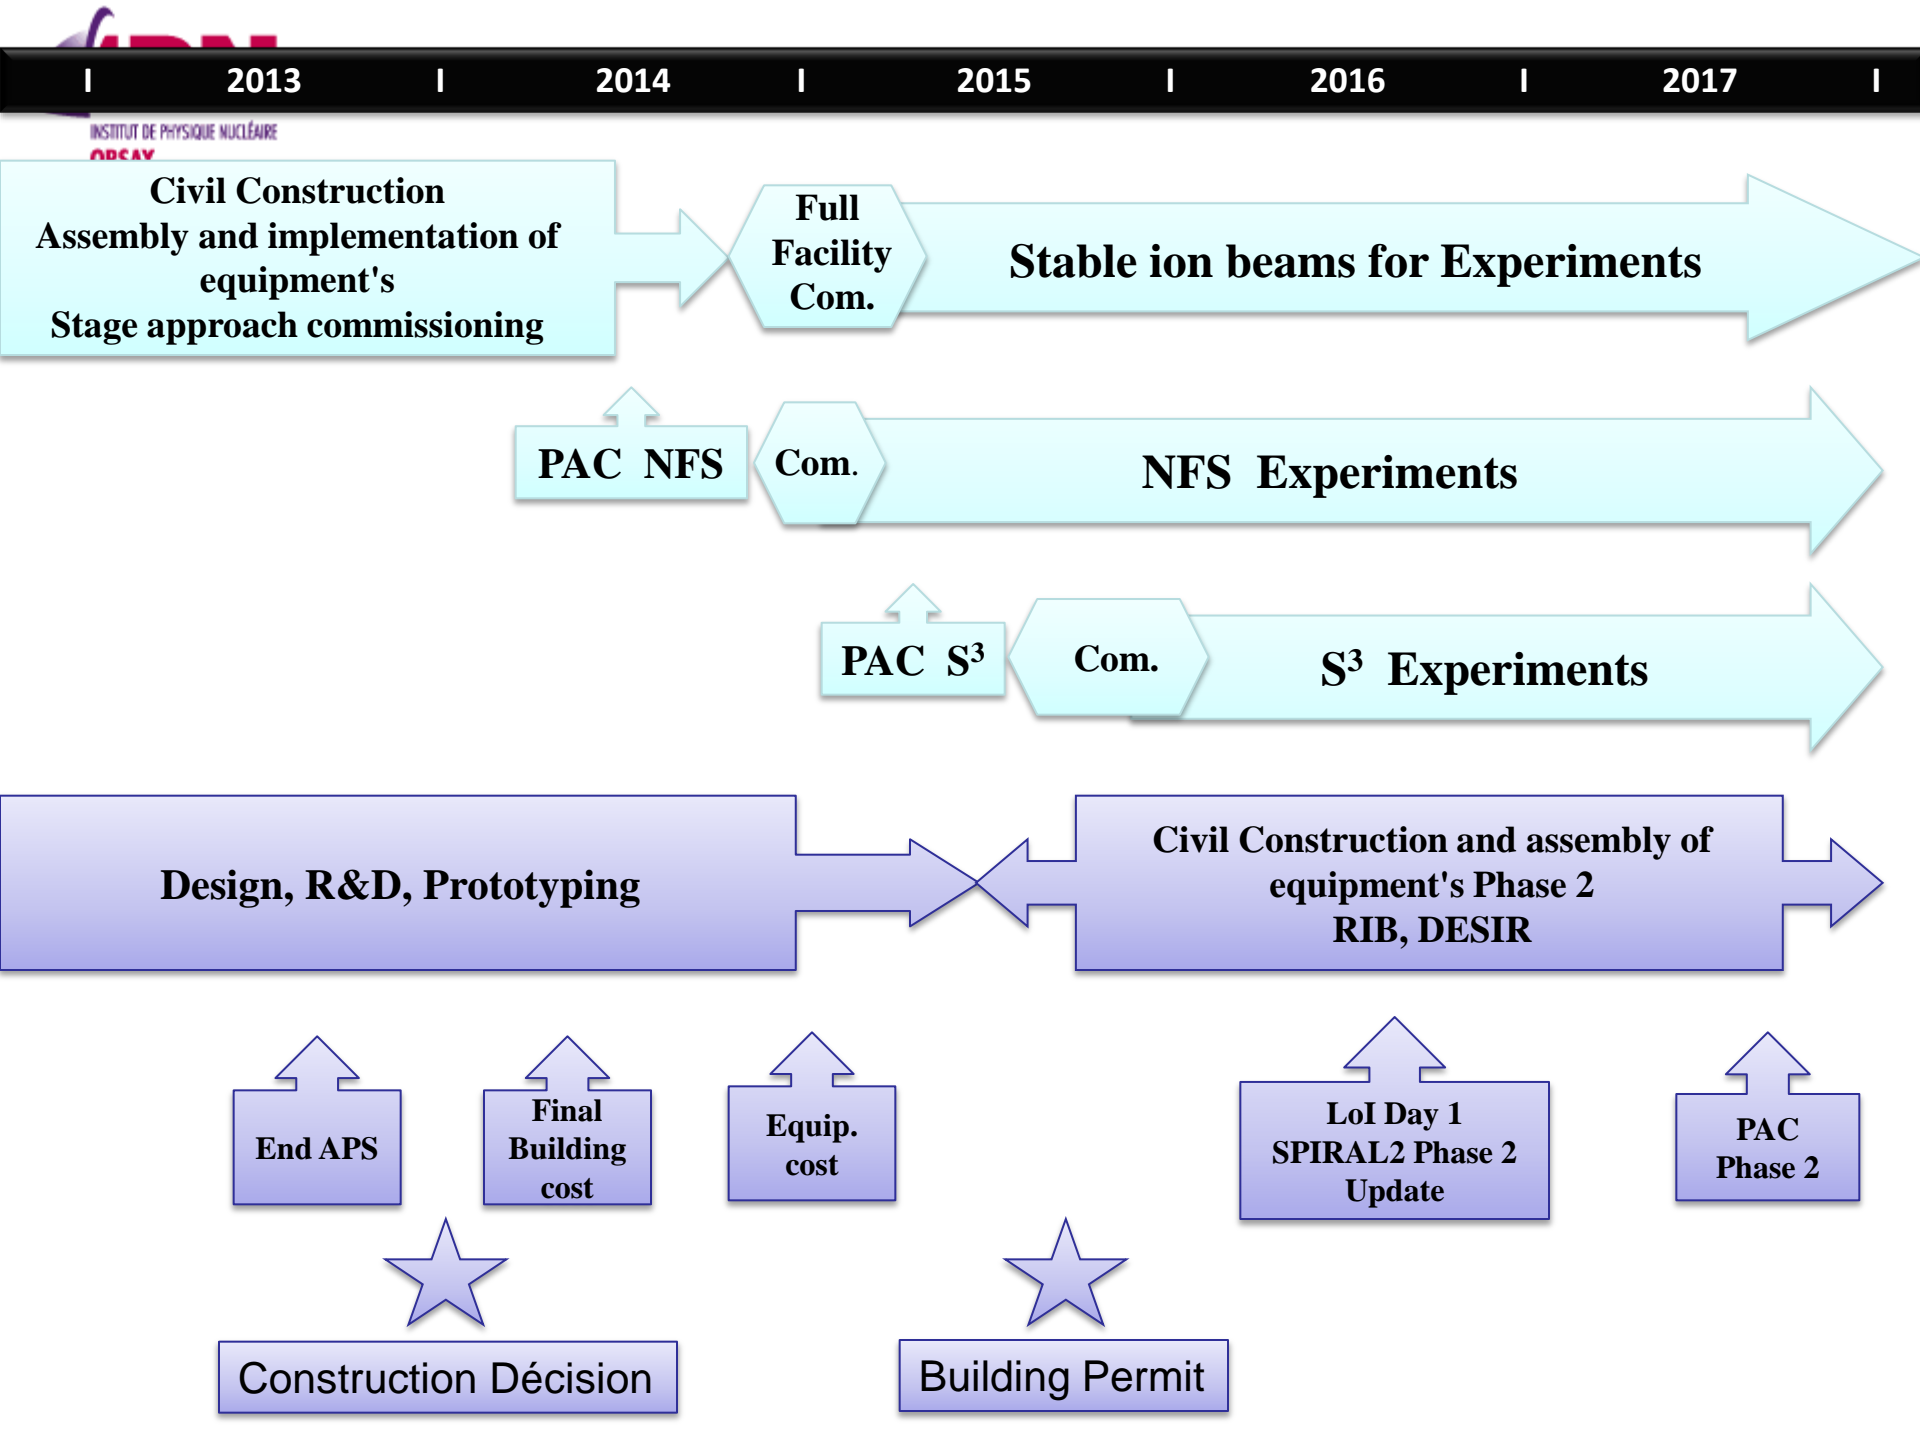 I 2013 I 2014 I 2015 I 2016 I 2017 I
INSTITUT DE PHYSIQUE NUCLÉAIRE
ORSAY
Civil Construction
Assembly and implementation of
equipment's
Stage approach commissioning
Full
Facility
Com.
Stable ion beams for Experiments
PAC NFS
Com.
NFS Experiments
PAC S³
Com.
S³ Experiments
Design, R&D, Prototyping
Civil Construction and assembly of
equipment's Phase 2
RIB, DESIR
End APS
Final
Building
cost
Equip.
cost
LoI Day 1
SPIRAL2 Phase 2
Update
PAC
Phase 2
Construction Décision
Building Permit